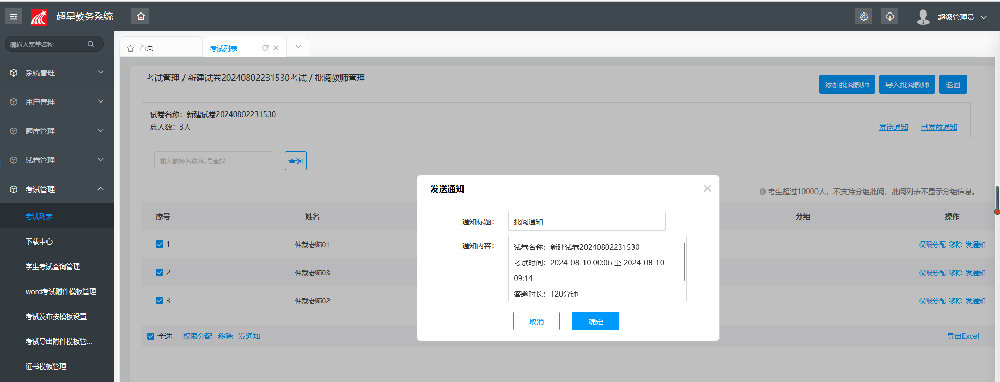 超星教务系统
超级管理员
请输入菜单名称
首页
考试列表
系统管理
用户管理
题库管理
试卷管理
考试管理
考试列表
下载中心
学生考试查询管理
word考试附件模板管理
考试发布按模板设置
考试导出附件模板管...
证书模板管理
考试管理 / 新建试卷20240802231530考试 / 批阅教师管理
添加批阅教师 导入批阅教师 返回
试卷名称：新建试卷20240802231530
总人数：3人
发送通知 已发放通知
输入教师名称/编号查找 查询
考生超过10000人，不支持分组批阅，批阅列表不显示分组信息。
序号 姓名 分组 操作
1 仲裁老师01 权限分配 移除 发通知
2 仲裁老师03 权限分配 移除 发通知
3 仲裁老师02 权限分配 移除 发通知
全选 权限分配 移除 发通知 导出Excel
发送通知
通知标题： 批阅通知
通知内容： 试卷名称：新建试卷20240802231530
考试时间：2024-08-10 00:06 至 2024-08-10
09:14
答题时长：120分钟
取消 确定